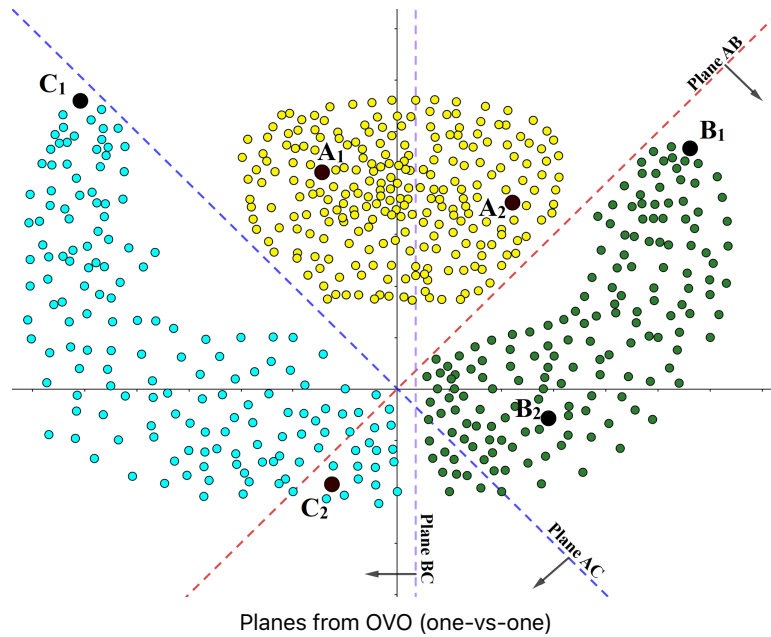 Plane AB
C₁
B₁
A₁
A₂
B₂
C₂
Plane BC
Plane AC
Planes from OVO (one-vs-one)